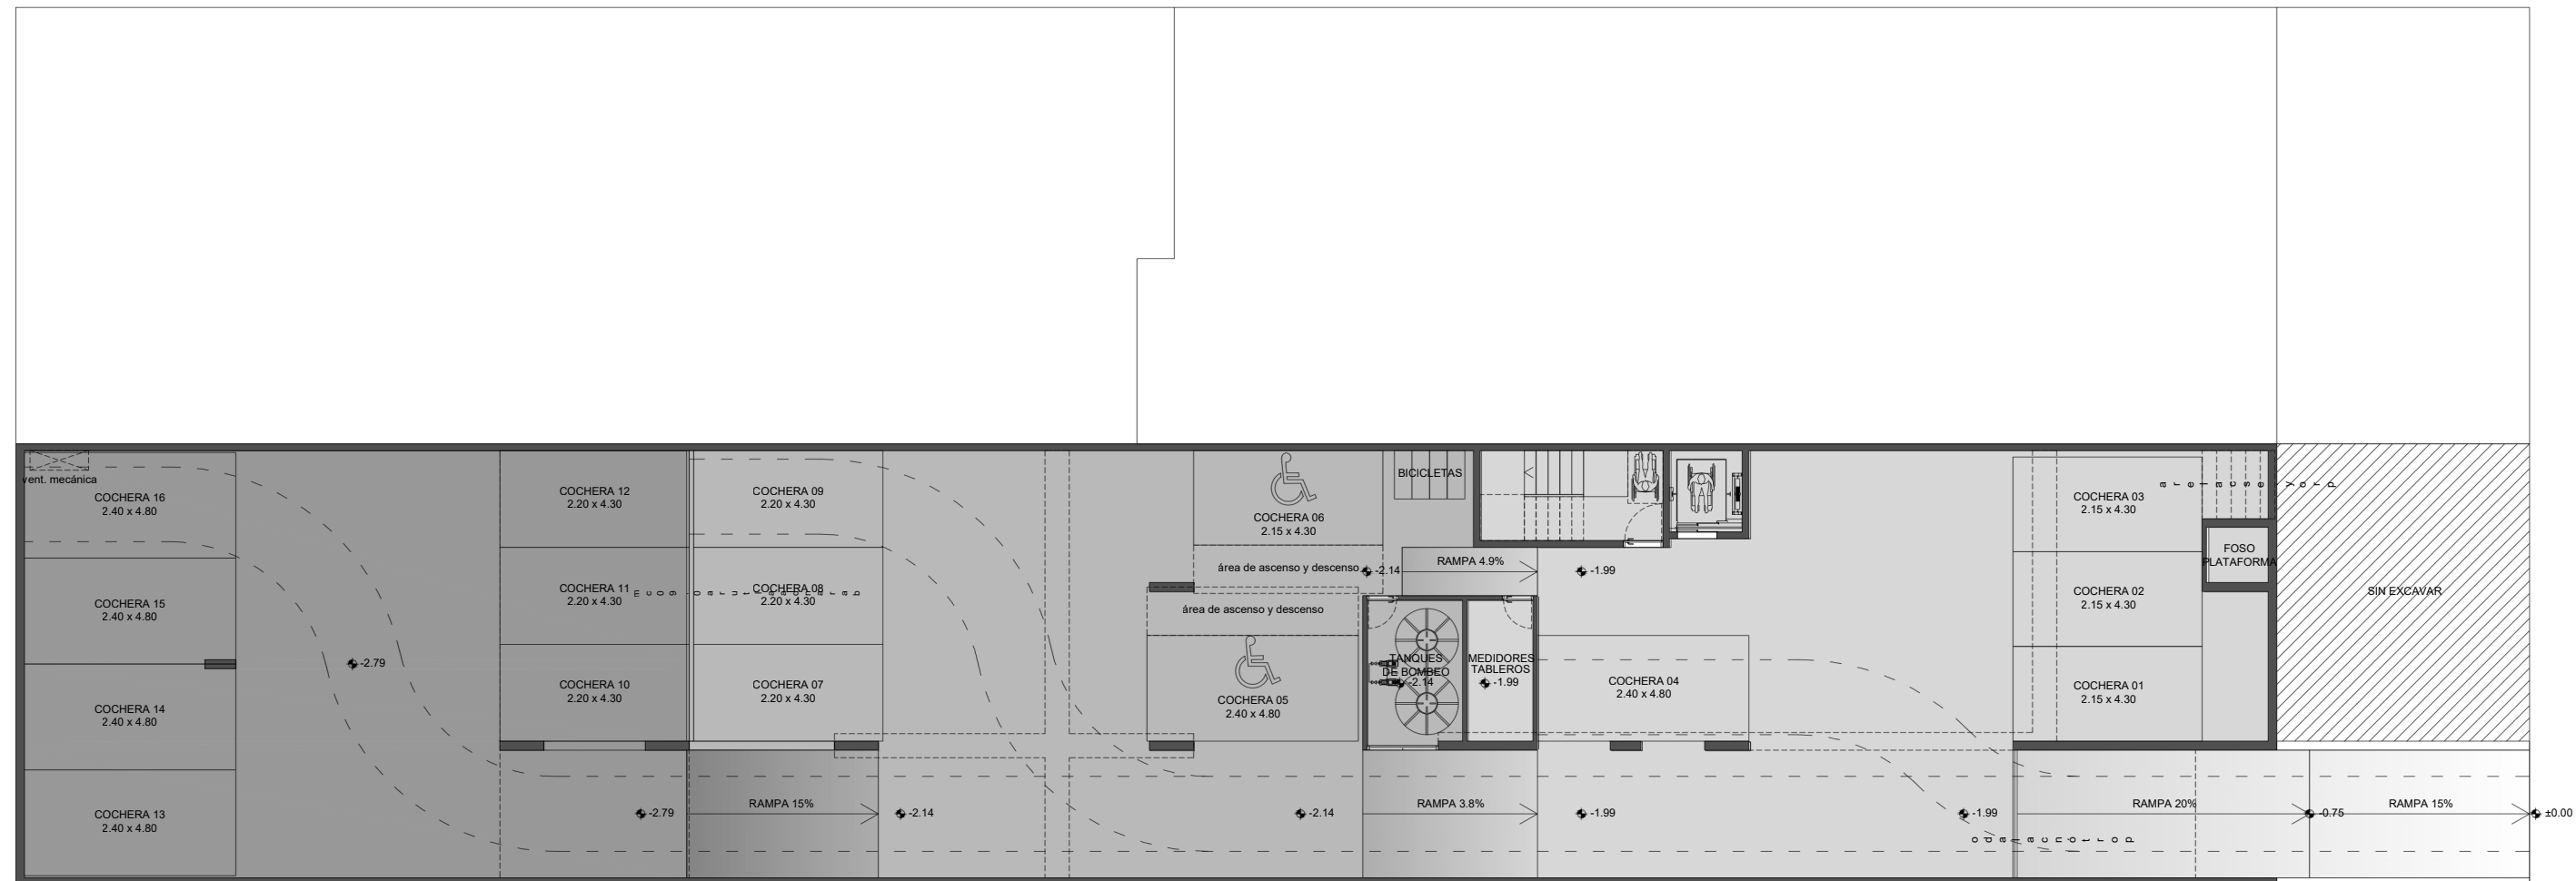 vent. mecánica
COCHERA 16
2.40 x 4.80
COCHERA 15
2.40 x 4.80
COCHERA 14
2.40 x 4.80
COCHERA 13
2.40 x 4.80
-2.79
COCHERA 12
2.20 x 4.30
COCHERA 11
2.20 x 4.30
COCHERA 10
2.20 x 4.30
COCHERA 09
2.20 x 4.30
COCHERA 08
2.20 x 4.30
COCHERA 07
2.20 x 4.30
-2.79
RAMPA 15%
-2.14
COCHERA 06
2.15 x 4.30
área de ascenso y descenso
área de ascenso y descenso
COCHERA 05
2.40 x 4.80
-2.14
BICICLETAS
-2.14
RAMPA 4.9%
-1.99
TANQUES
DE BOMBEO
-2.14
MEDIDORES
TABLEROS
-1.99
RAMPA 3.8%
-1.99
COCHERA 04
2.40 x 4.80
COCHERA 03
2.15 x 4.30
COCHERA 02
2.15 x 4.30
COCHERA 01
2.15 x 4.30
a r e l a c s e . y o r p
FOSO
PLATAFORMA
SIN EXCAVAR
-1.99
o d a l a c n ó t r o p
RAMPA 20%
-0.75
RAMPA 15%
±0.00